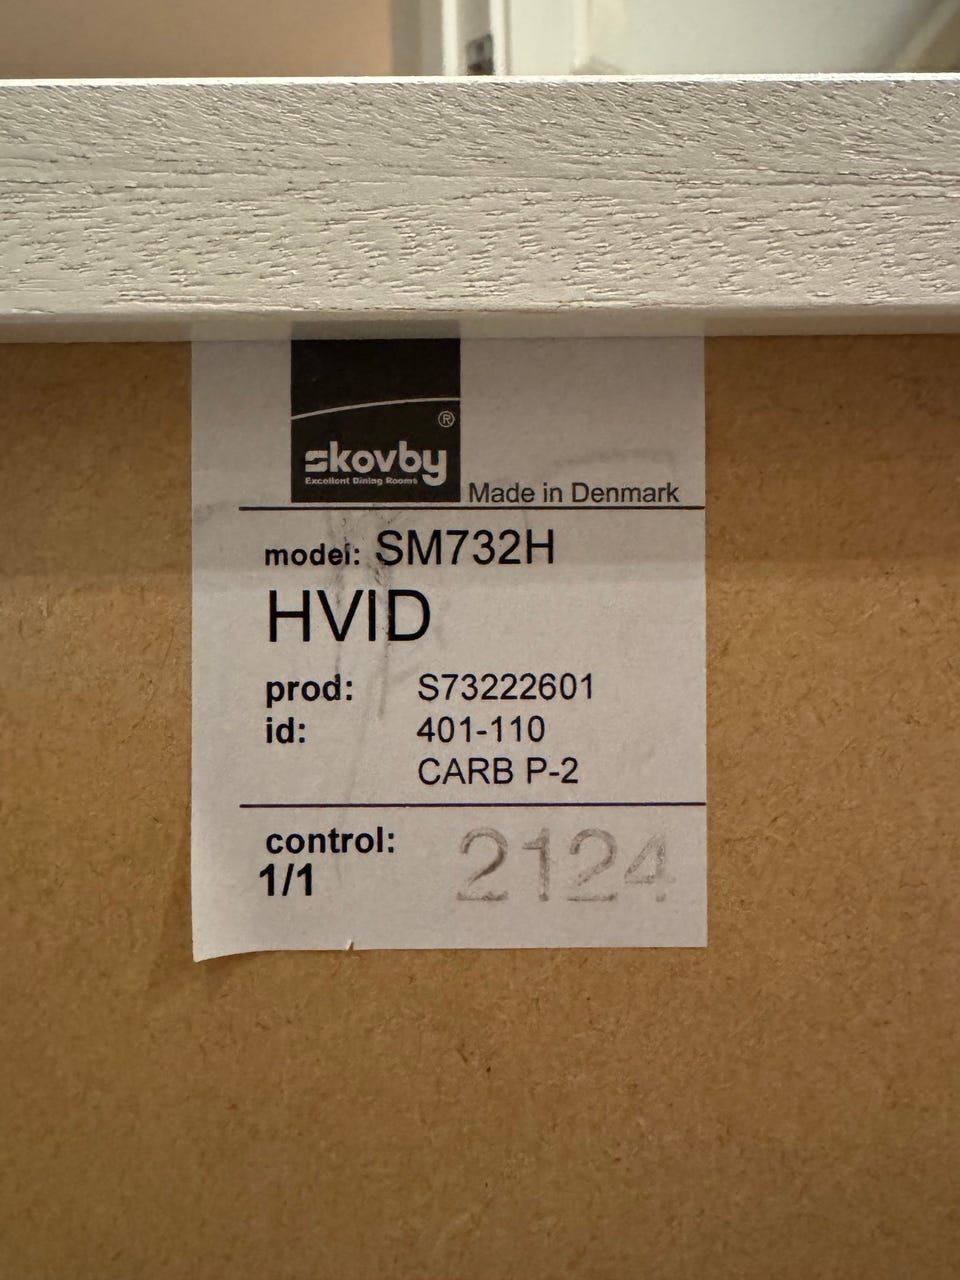 skovby®
Excellent Dining Rooms
Made in Denmark
model: SM732H
HVID
prod: S73222601
id: 401-110
CARB P-2
control: 2124
1/1